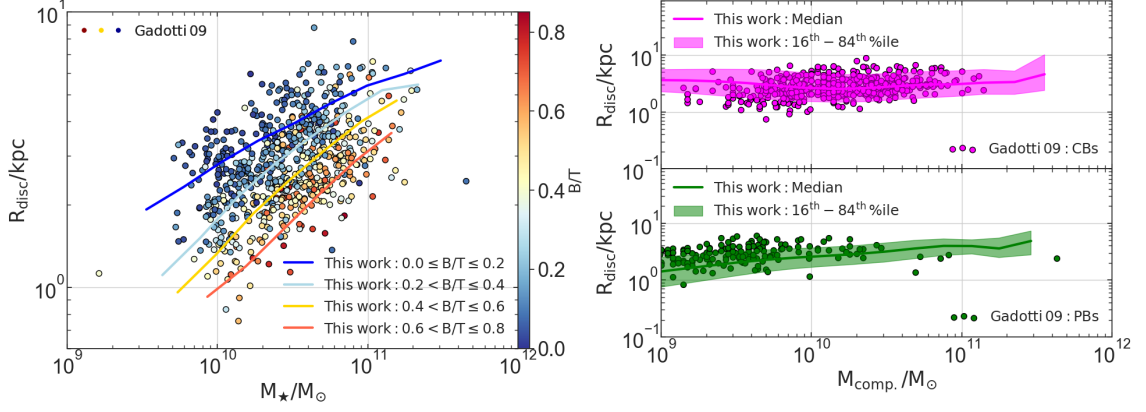 10¹
R_disc/kpc
10⁰
Gadotti 09
This work : 0.0 ≤ B/T ≤ 0.2
This work : 0.2 < B/T ≤ 0.4
This work : 0.4 < B/T ≤ 0.6
This work : 0.6 < B/T ≤ 0.8
10⁹ 10¹⁰ 10¹¹ 10¹²
M★/M⊙
0.8
0.6
0.4
0.2
0.0
B/T
10¹
10⁰
10⁻¹
R_disc/kpc
This work : Median
This work : 16ᵗʰ − 84ᵗʰ %ile
Gadotti 09 : CBs
10¹
10⁰
10⁻¹
R_disc/kpc
This work : Median
This work : 16ᵗʰ − 84ᵗʰ %ile
Gadotti 09 : PBs
10⁹ 10¹⁰ 10¹¹ 10¹²
M_comp./M⊙